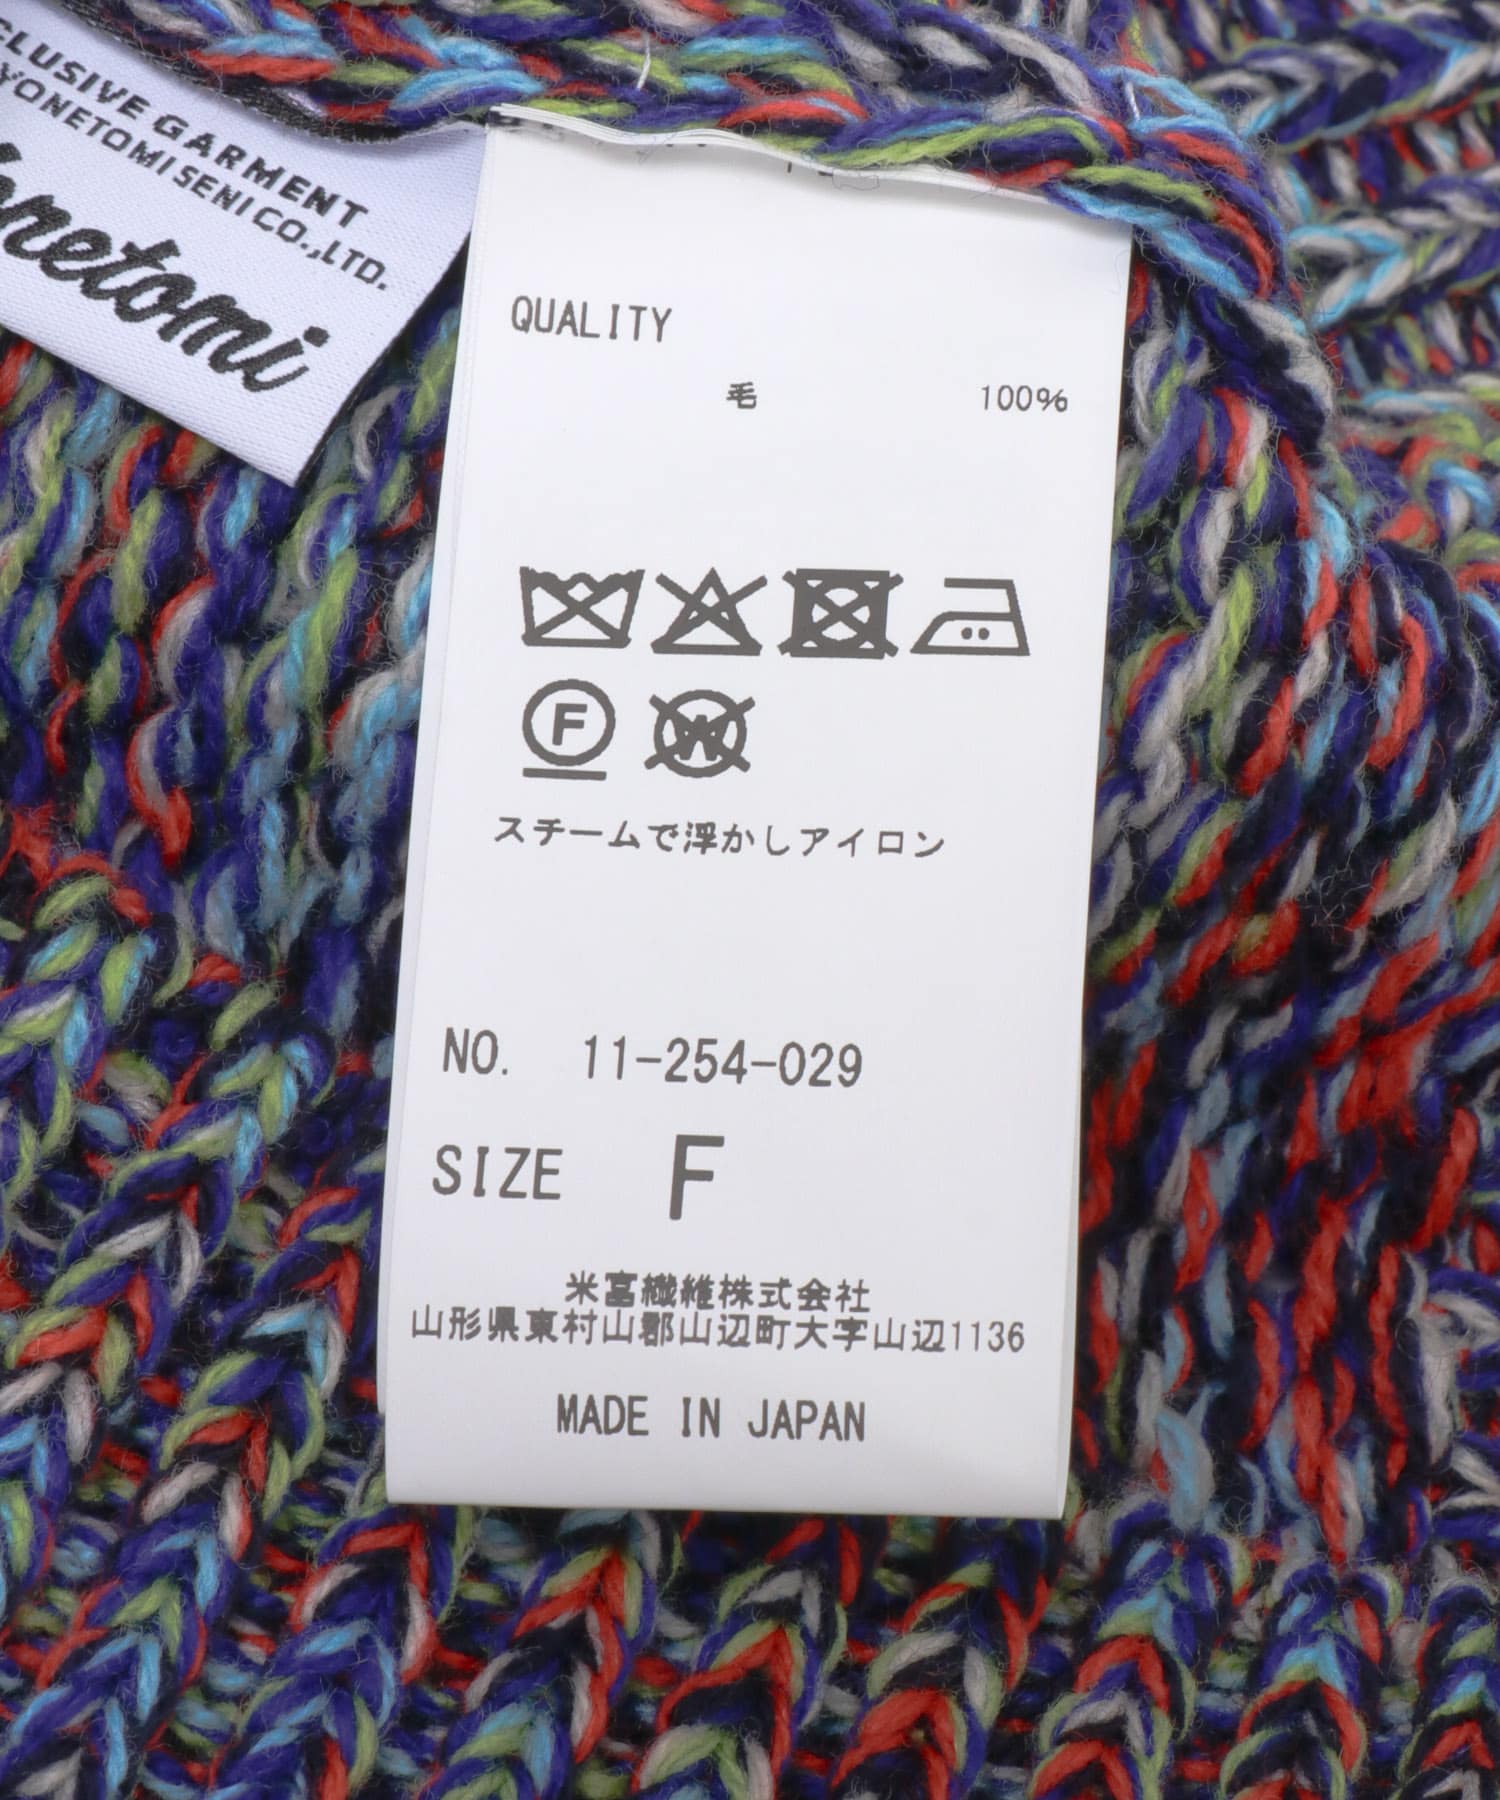 GARMENT
YONETOMI SENI CO.,LTD.
QUALITY
毛 100%
F
W
スチームで浮かしアイロン
NO. 11-254-029
SIZE F
米富繊維株式会社
山形県東村山郡山辺町大字山辺1136
MADE IN JAPAN